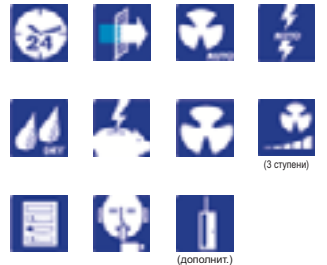 24
AUTO
AUTO
DRY
(3 ступени)
(дополнит.)